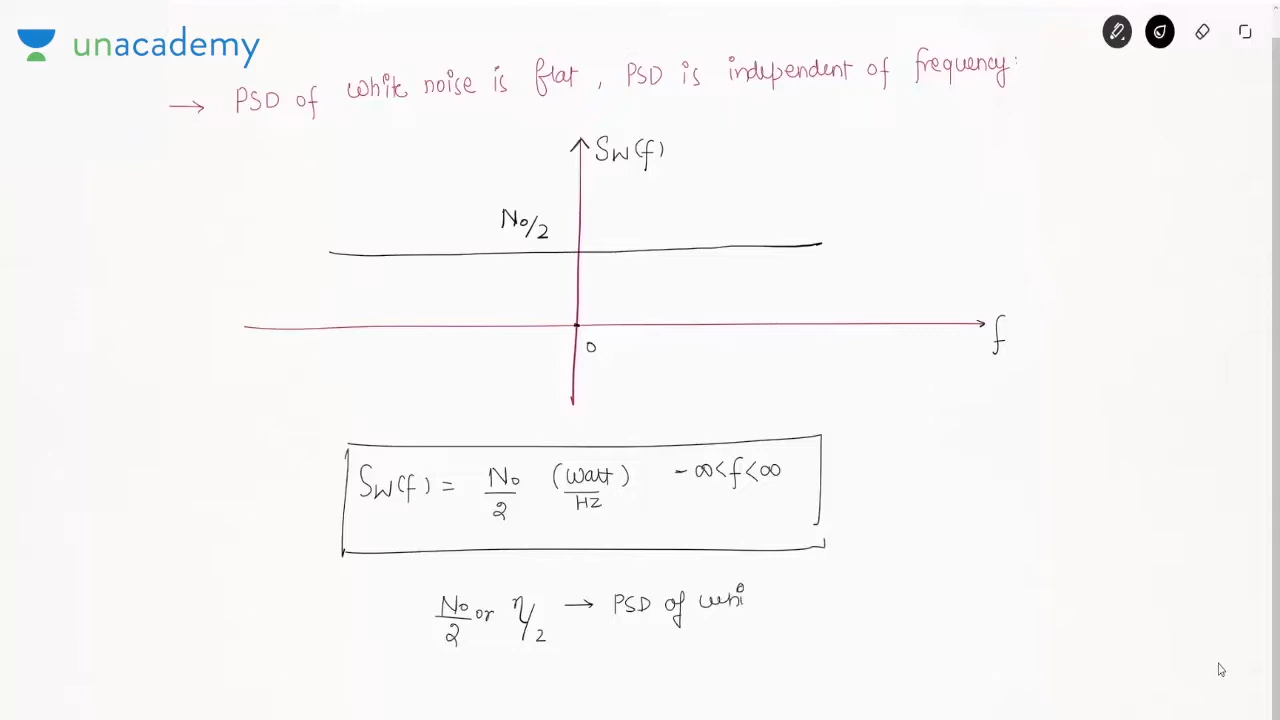 unacademy
→ PSD of white noise is flat, PSD is independent of frequency:
Sw(f)
No/2
0
f
Sw(f) = No/2 (Watt/Hz) -∞<f<∞
No/2 or η/2 → PSD of whi